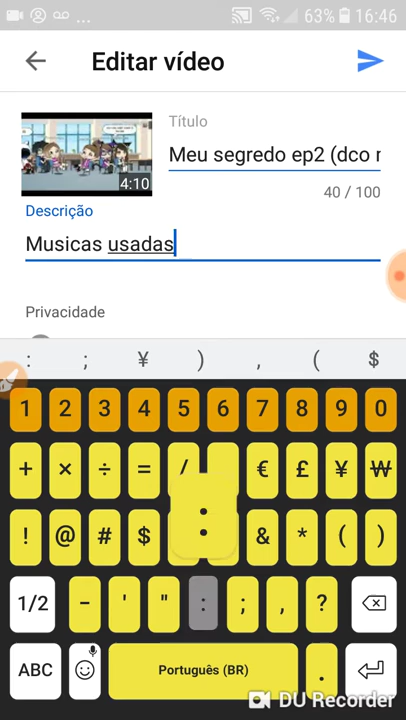 ... 63% 16:46
Editar vídeo
Título
Meu segredo ep2 (dco
4:10
40 / 100
Descrição
Musicas usadas
Privacidade
: ; ¥ ) , ( $
1 2 3 4 5 6 7 8 9 0
+ × ÷ = / € £ ¥ ₩
! @ # $ : & * ( )
1/2 - ' " : ; , ?
ABC Português (BR) .
DU Recorder